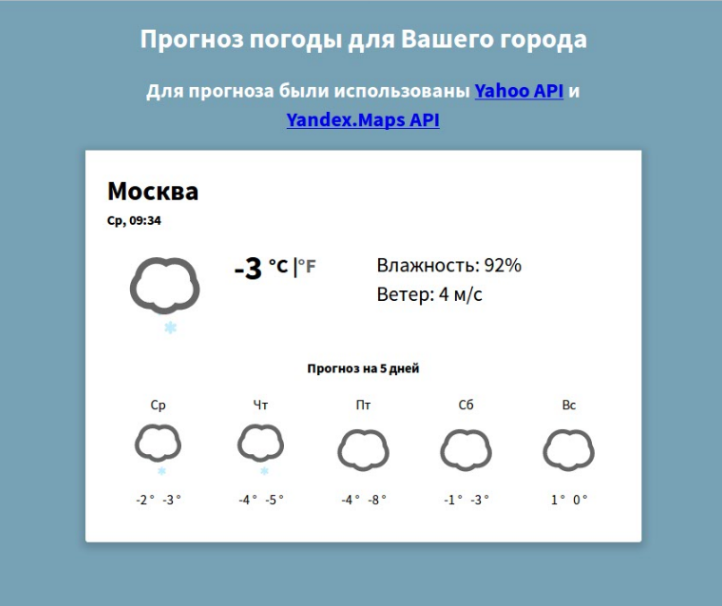 Прогноз погоды для Вашего города
Для прогноза были использованы Yahoo API и
Yandex.Maps API
Москва
Ср, 09:34
-3 °C |°F
Влажность: 92%
Ветер: 4 м/с
Прогноз на 5 дней
Ср Чт Пт Сб Вс
-2° -3° -4° -5° -4° -8° -1° -3° 1° 0°